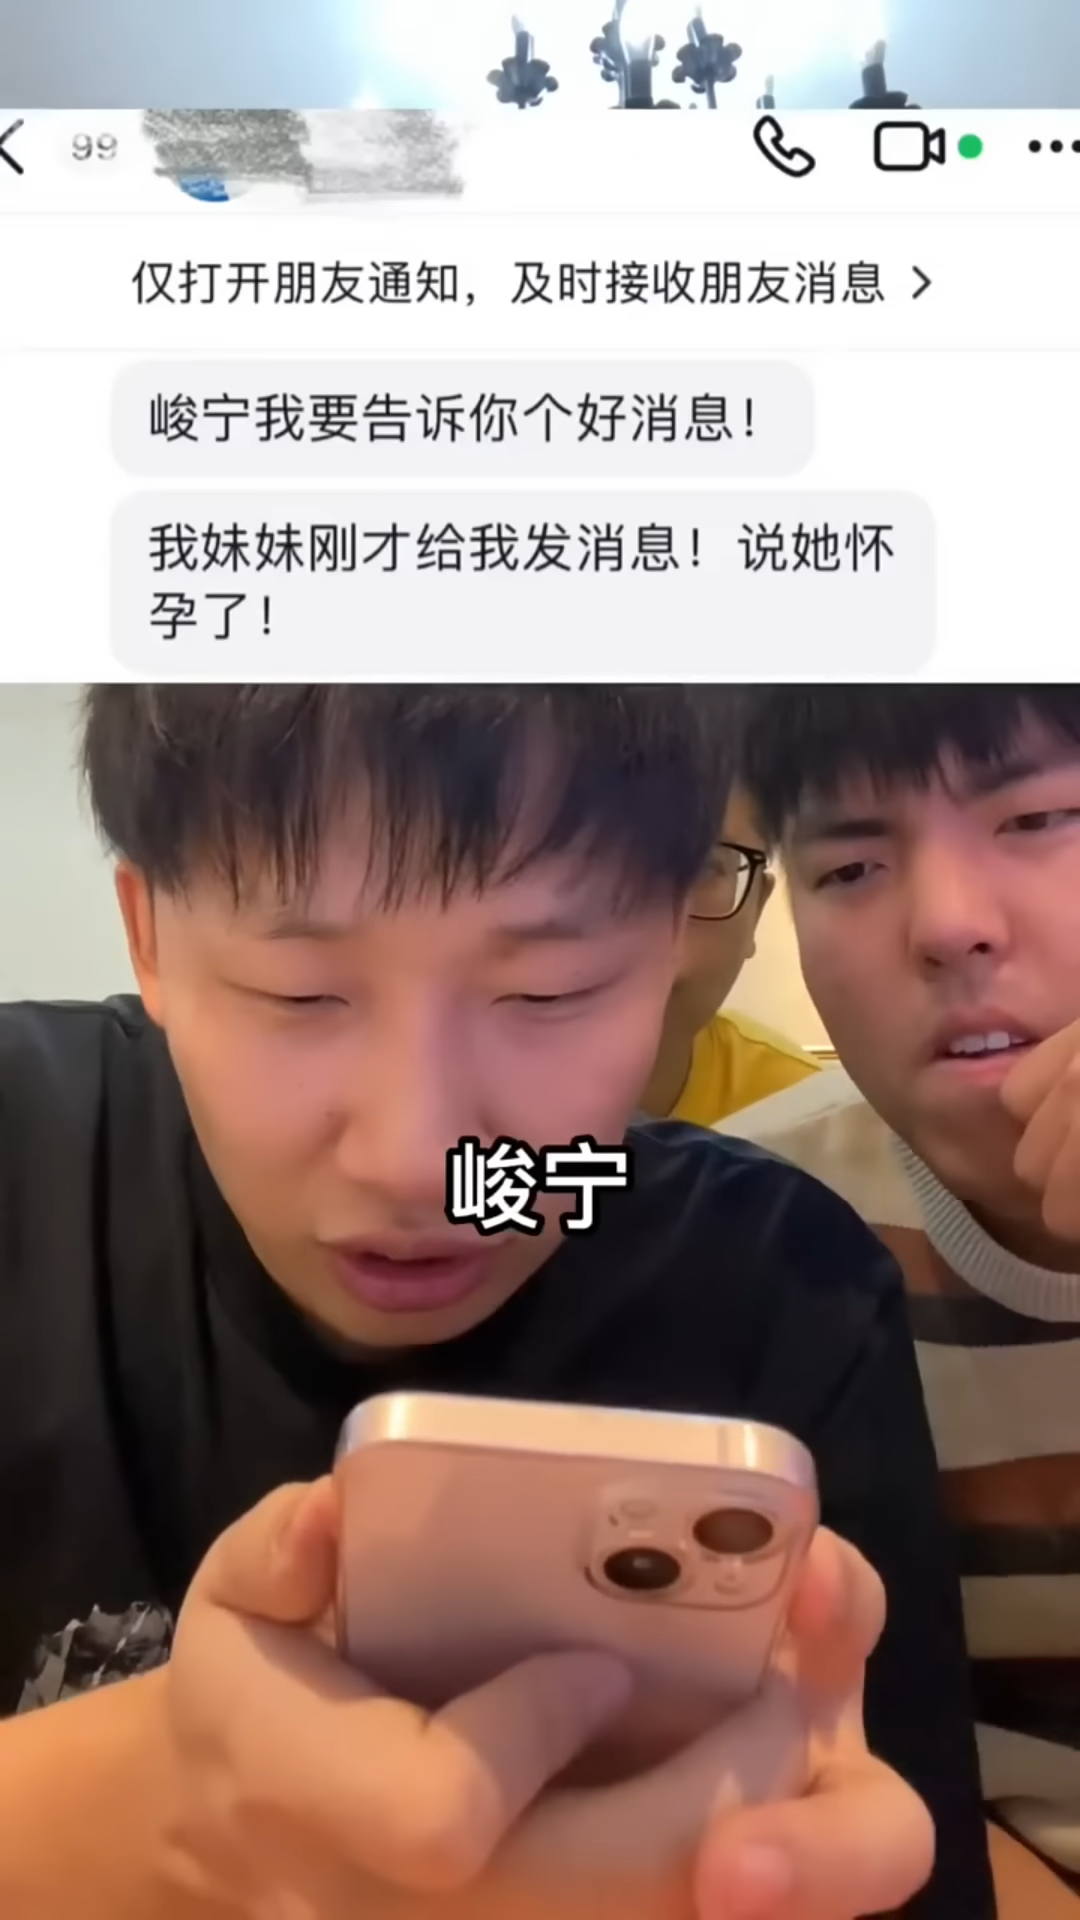 99
仅打开朋友通知，及时接收朋友消息
峻宁我要告诉你个好消息！
我妹妹刚才给我发消息！说她怀
孕了！
峻宁